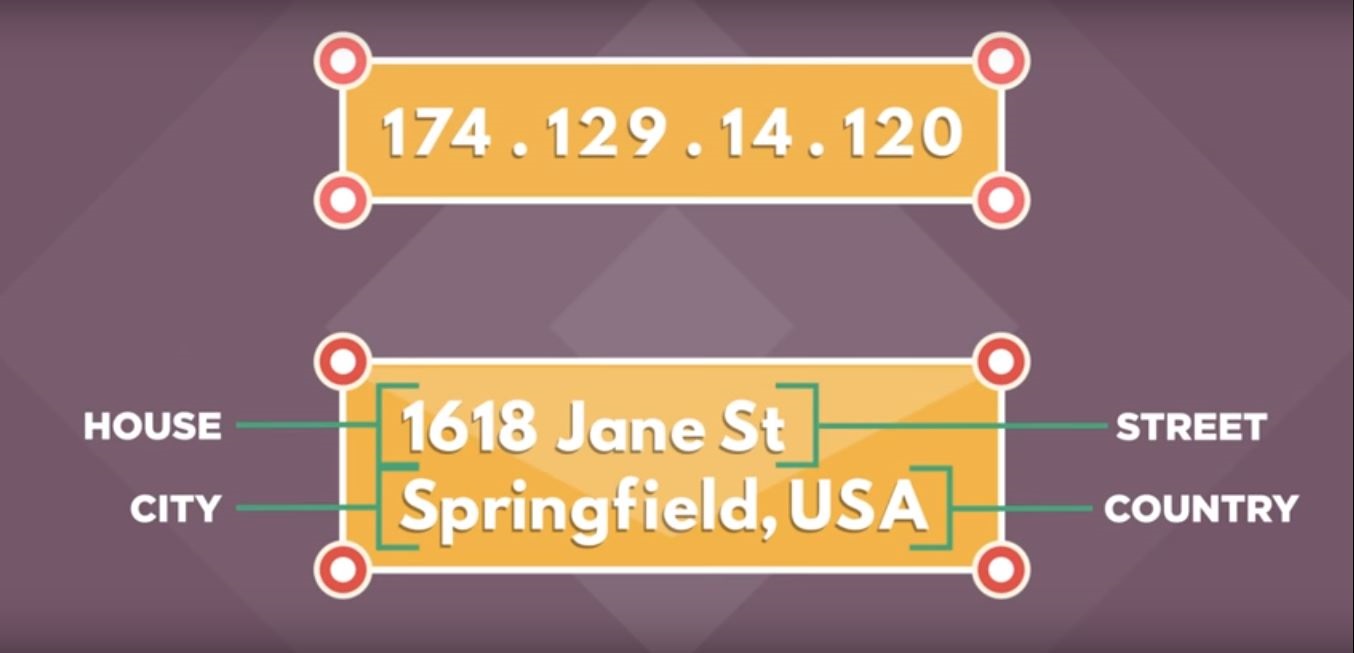 174 . 129 . 14 . 120
HOUSE
1618 Jane St
STREET
CITY
Springfield, USA
COUNTRY